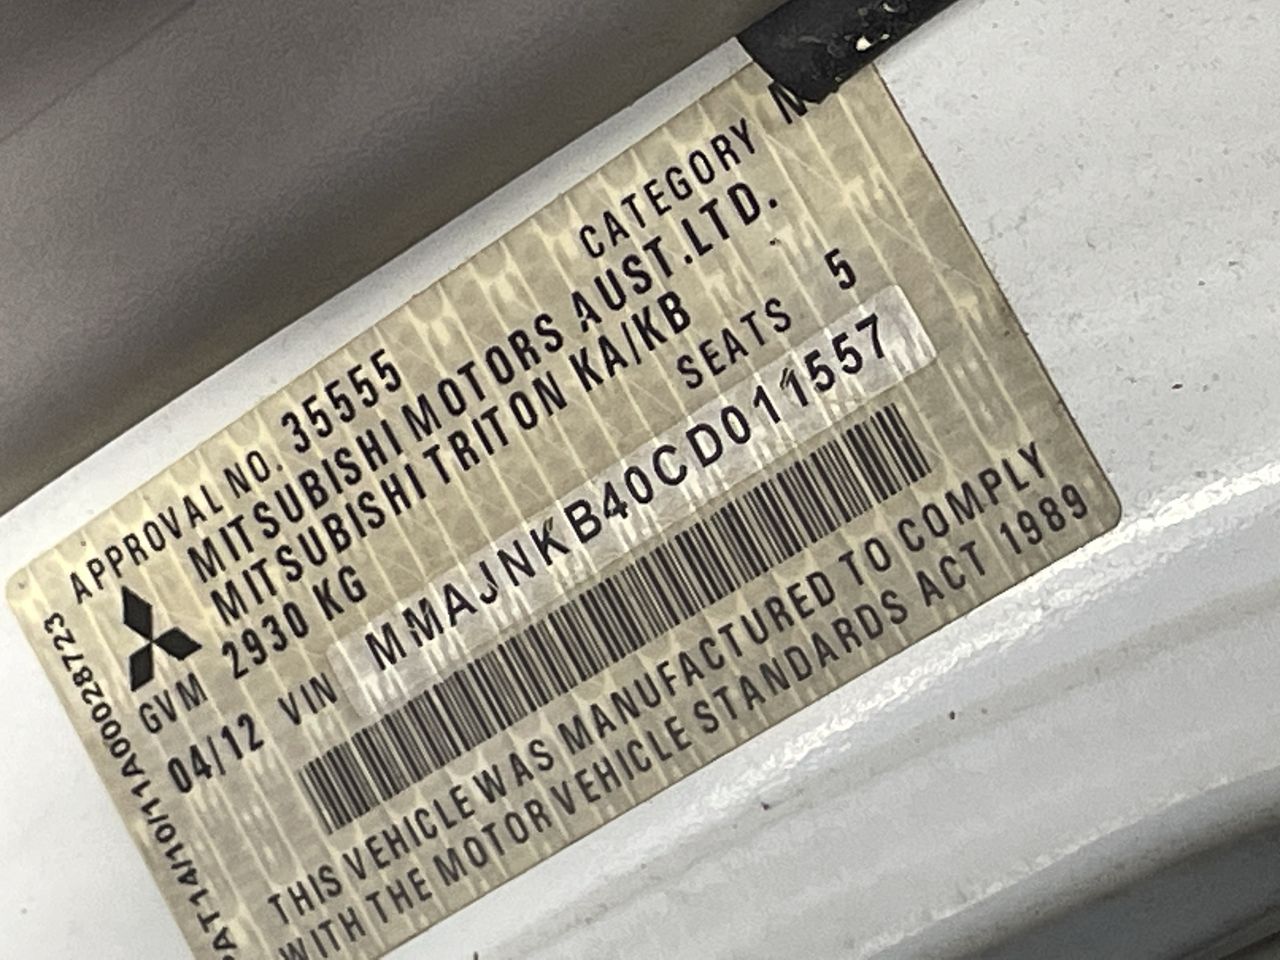 APPROVAL NO. 35555 CATEGORY
MITSUBISHI MOTORS AUST.LTD.
MITSUBISHI TRITON KA/KB
GVM 2930 KG SEATS 5
04/12 VIN MMAJNKB40CD011557
THIS VEHICLE WAS MANUFACTURED TO COMPLY
WITH THE MOTOR VEHICLE STANDARDS ACT 1989
PAT14/10/11A00028723